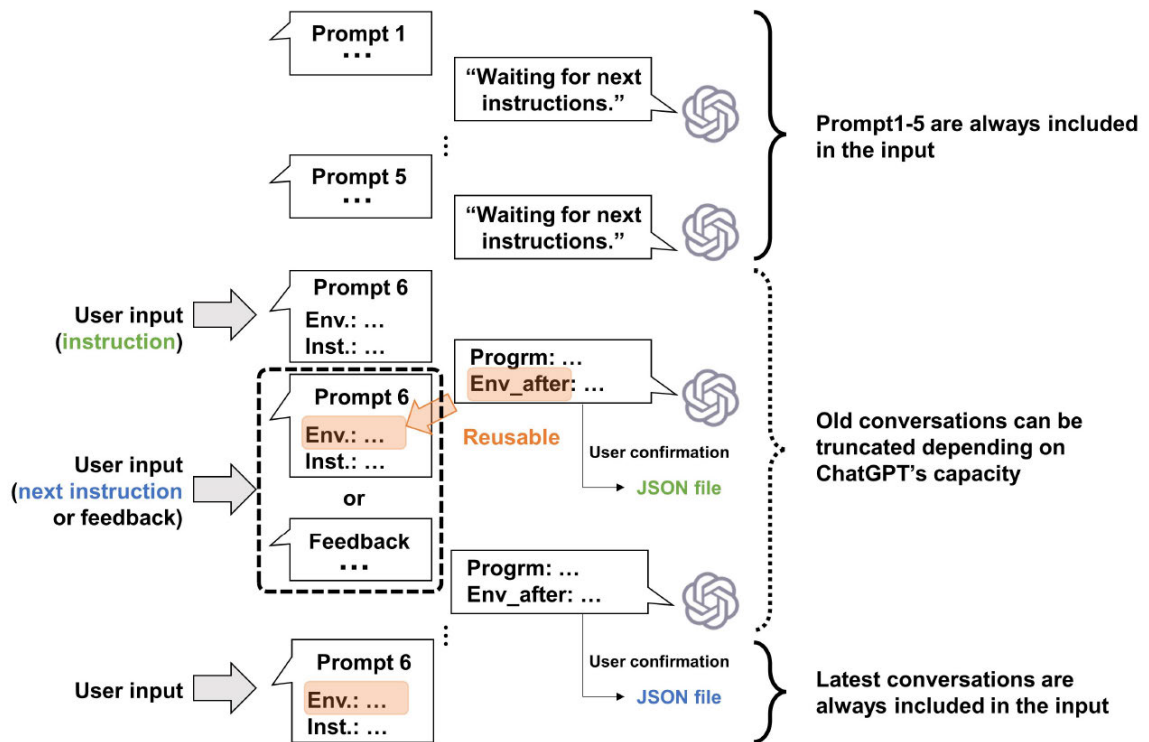 Prompt 1
...
“Waiting for next
instructions.”
Prompt1-5 are always included
in the input
...
Prompt 5
...
“Waiting for next
instructions.”
User input
(instruction)
Prompt 6
Env.: ...
Inst.: ...
Progrm: ...
Env_after: ...
Reusable
User confirmation
JSON file
Old conversations can be
truncated depending on
ChatGPT’s capacity
User input
(next instruction
or feedback)
Prompt 6
Env.: ...
Inst.: ...
or
Feedback
...
Progrm: ...
Env_after: ...
...
User confirmation
JSON file
User input
Prompt 6
Env.: ...
Inst.: ...
Latest conversations are
always included in the input